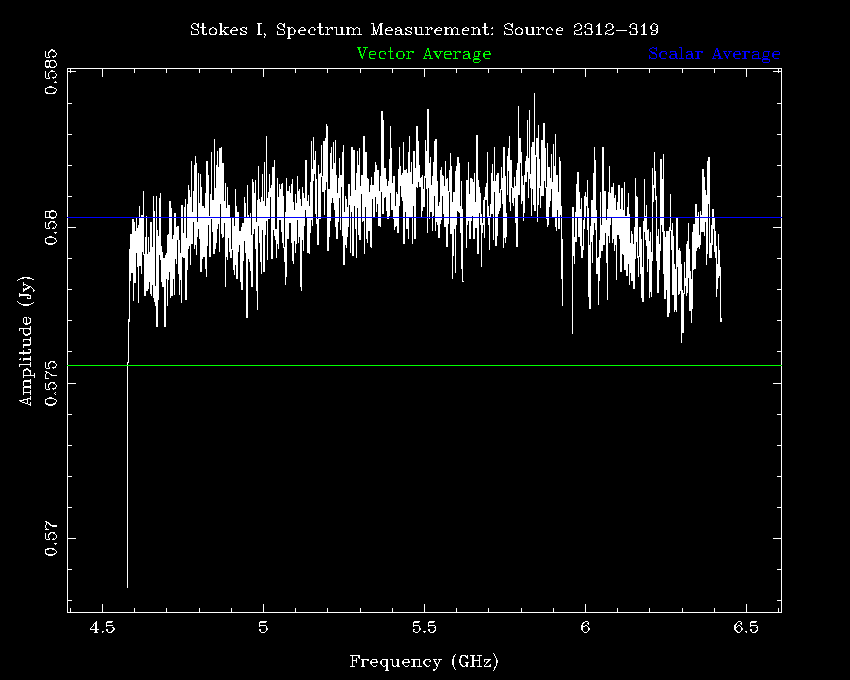 Stokes I, Spectrum Measurement: Source 2312−319
Vector Average Scalar Average
0.585
0.58
0.575
0.57
Amplitude (Jy)
4.5 5 5.5 6 6.5
Frequency (GHz)